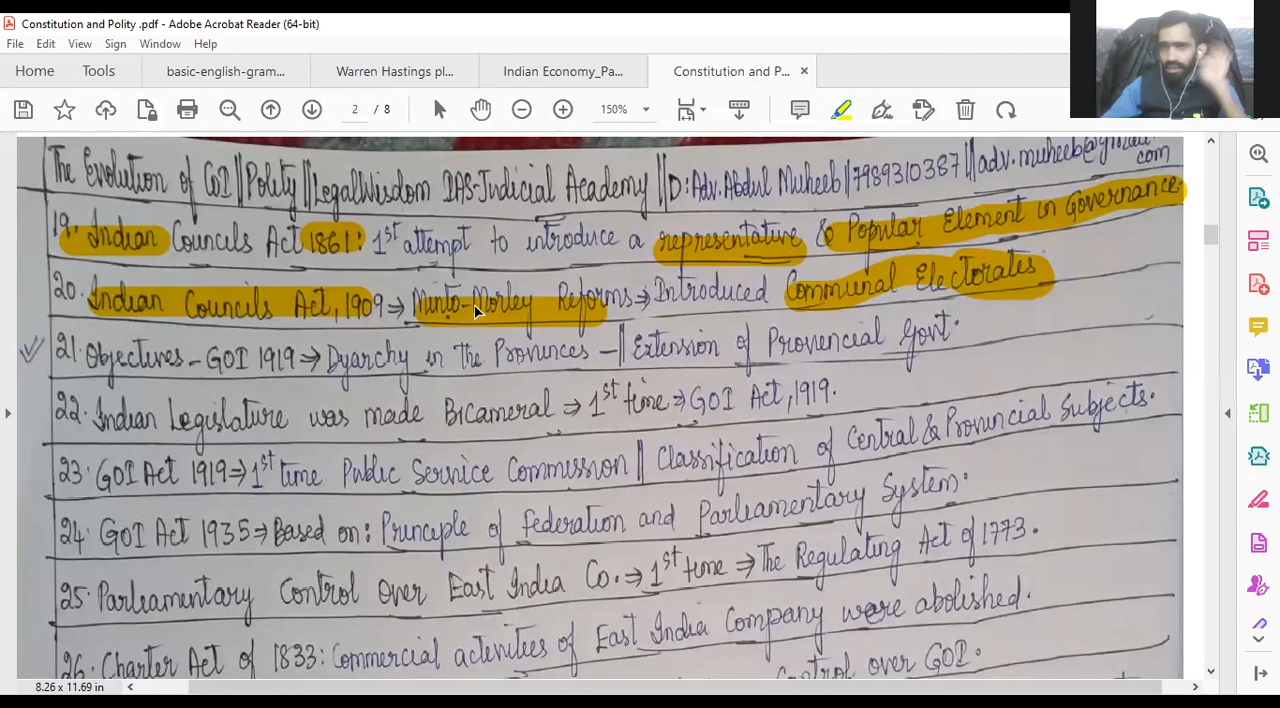 Constitution and Polity .pdf - Adobe Acrobat Reader (64-bit)
File Edit View Sign Window Help
Home Tools basic-english-gram... Warren Hastings pl... Indian Economy_Pa... Constitution and P... ×
2 / 8 150%
The Evolution of CoI || Polity || LegalWisdom IAS-Judicial Academy || D: Adv. Abdul Muheeb | 7989310387 || adv.muheeb@gmail.com
19. Indian Councils Act 1861: 1st attempt to introduce a representative & Popular Element in Governance.
20. Indian Councils Act, 1909 ⇒ Minto-Morley Reforms ⇒ Introduced Communal Electorates
21. Objectives - GOI 1919 ⇒ Dyarchy in the Provinces - || Extension of Provencial Govt.
22. Indian Legislature was made Bicameral ⇒ 1st time ⇒ GOI Act, 1919.
23. GOI Act 1919 ⇒ 1st time Public Service Commission || Classification of Central & Provincial Subjects.
24. GOI Act 1935 ⇒ Based on: Principle of federation and Parliamentary System.
25. Parliamentary Control Over East India Co. ⇒ 1st time ⇒ The Regulating Act of 1773.
26. Charter Act of 1833: Commercial activities of East India Company were abolished.
Control over GOI.
8.26 x 11.69 in